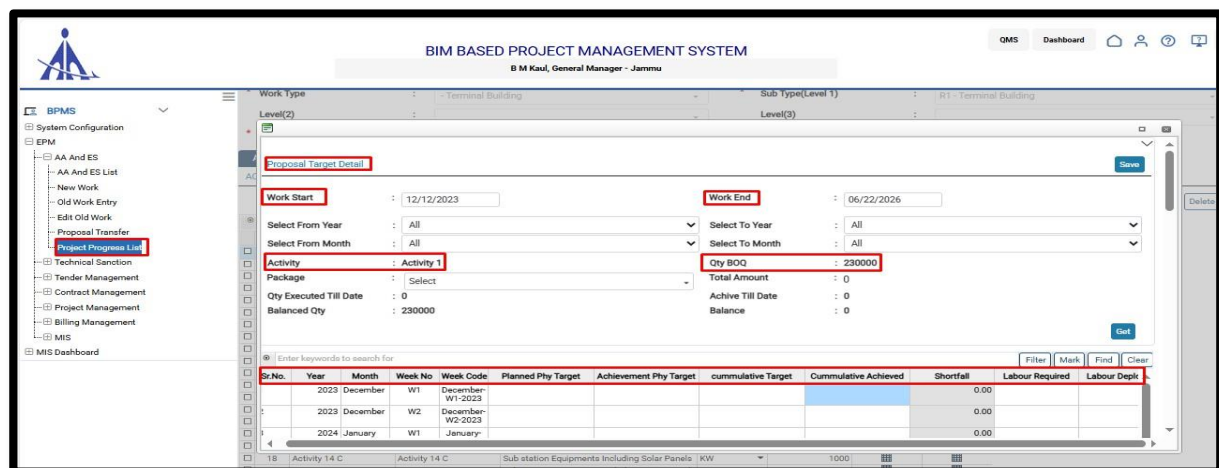 BIM BASED PROJECT MANAGEMENT SYSTEM
B M Kaul, General Manager - Jammu
QMS Dashboard
BPMS
System Configuration
EPM
AA And ES
AA And ES List
New Work
Old Work Entry
Edit Old Work
Proposal Transfer
Project Progress List
Technical Sanction
Tender Management
Contract Management
Project Management
Billing Management
MIS
MIS Dashboard
Work Type : - Terminal Building * Sub Type(Level 1) : R1 - Terminal Building
Level(2) : Level(3) :
Proposal Target Detail Save
Work Start : 12/12/2023 Work End : 06/22/2026
Delete
Select From Year : All Select To Year : All
Select From Month : All Select To Month : All
Activity : Activity 1 Qty BOQ : 230000
Package : Select Total Amount : 0
Qty Executed Till Date : 0 Achive Till Date : 0
Balanced Qty : 230000 Balance : 0
Get
Enter keywords to search for Filter Mark Find Clear
Sr.No. Year Month Week No Week Code Planned Phy Target Achievement Phy Target cummulative Target Cummulative Achieved Shortfall Labour Required Labour Deplo
2023 December W1 December-W1-2023 0.00
2023 December W2 December-W2-2023 0.00
2024 January W1 January- 0.00
18 Activity 14 C Activity 14 C Sub station Equipments Including Solar Panels KW 1000